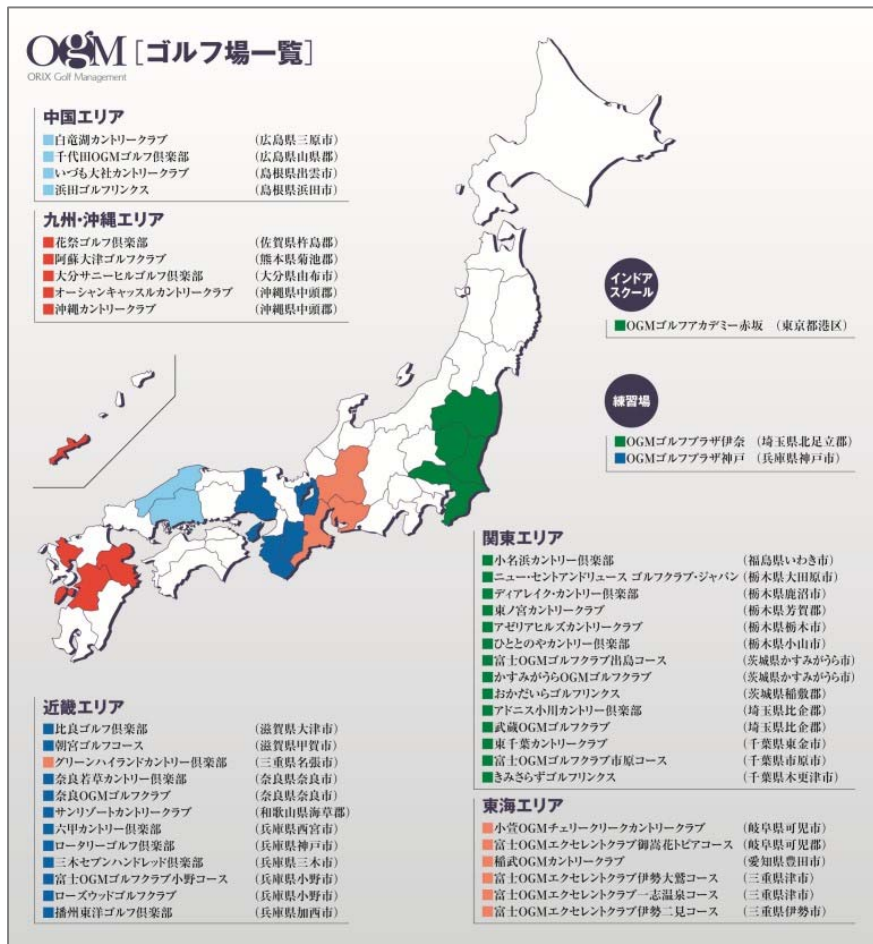 OGM [ゴルフ場一覧]
ORIX Golf Management
中国エリア
白竜湖カントリークラブ (広島県三原市)
千代田OGMゴルフ倶楽部 (広島県山県郡)
いづも大社カントリークラブ (島根県出雲市)
浜田ゴルフリンクス (島根県浜田市)
九州・沖縄エリア
花祭ゴルフ倶楽部 (佐賀県杵島郡)
阿蘇大津ゴルフクラブ (熊本県菊池郡)
大分サニーヒルゴルフ倶楽部 (大分県由布市)
オーシャンキャッスルカントリークラブ (沖縄県中頭郡)
沖縄カントリークラブ (沖縄県中頭郡)
インドア
スクール
OGMゴルフアカデミー赤坂 (東京都港区)
練習場
OGMゴルフプラザ伊奈 (埼玉県北足立郡)
OGMゴルフプラザ神戸 (兵庫県神戸市)
関東エリア
小名浜カントリー倶楽部 (福島県いわき市)
ニュー・セントアンドリュース ゴルフクラブ・ジャパン (栃木県大田原市)
ディアレイク・カントリー倶楽部 (栃木県鹿沼市)
東ノ宮カントリークラブ (栃木県芳賀郡)
アゼリアヒルズカントリークラブ (栃木県栃木市)
ひととのやカントリー倶楽部 (栃木県小山市)
富士OGMゴルフクラブ出島コース (茨城県かすみがうら市)
かすみがうらOGMゴルフクラブ (茨城県かすみがうら市)
おかだいらゴルフリンクス (茨城県稲敷郡)
アドニス小川カントリー倶楽部 (埼玉県比企郡)
武蔵OGMゴルフクラブ (埼玉県比企郡)
東千葉カントリークラブ (千葉県東金市)
富士OGMゴルフクラブ市原コース (千葉県市原市)
きみさらずゴルフリンクス (千葉県木更津市)
近畿エリア
比良ゴルフ倶楽部 (滋賀県大津市)
朝宮ゴルフコース (滋賀県甲賀市)
グリーンハイランドカントリー倶楽部 (三重県名張市)
奈良若草カントリー倶楽部 (奈良県奈良市)
奈良OGMゴルフクラブ (奈良県奈良市)
サンリゾートカントリークラブ (和歌山県海草郡)
六甲カントリー倶楽部 (兵庫県西宮市)
ロータリーゴルフ倶楽部 (兵庫県神戸市)
三木セブンハンドレッド倶楽部 (兵庫県三木市)
富士OGMゴルフクラブ小野コース (兵庫県小野市)
ローズウッドゴルフクラブ (兵庫県小野市)
播州東洋ゴルフ倶楽部 (兵庫県加西市)
東海エリア
小萱OGMチェリークリークカントリークラブ (岐阜県可児市)
富士OGMエクセレントクラブ御嵩花トピアコース (岐阜県可児郡)
稲武OGMカントリークラブ (愛知県豊田市)
富士OGMエクセレントクラブ伊勢大鷲コース (三重県津市)
富士OGMエクセレントクラブ一志温泉コース (三重県津市)
富士OGMエクセレントクラブ伊勢二見コース (三重県伊勢市)